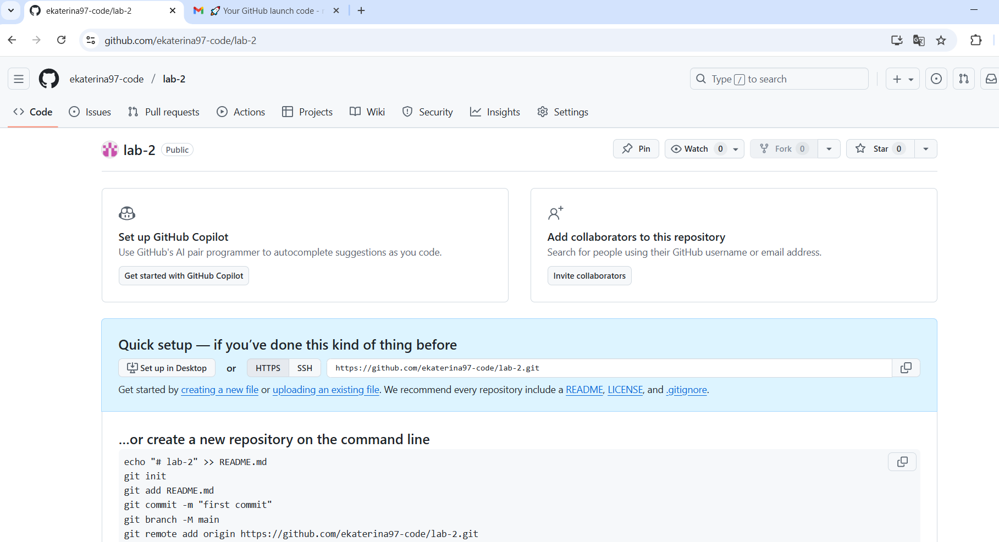 ekaterina97-code/lab-2
🚀 Your GitHub launch code -
github.com/ekaterina97-code/lab-2
ekaterina97-code / lab-2
Type / to search
Code
Issues
Pull requests
Actions
Projects
Wiki
Security
Insights
Settings
lab-2 Public
Pin
Watch 0
Fork 0
Star 0
Set up GitHub Copilot
Use GitHub's AI pair programmer to autocomplete suggestions as you code.
Get started with GitHub Copilot
Add collaborators to this repository
Search for people using their GitHub username or email address.
Invite collaborators
Quick setup — if you’ve done this kind of thing before
Set up in Desktop or HTTPS SSH https://github.com/ekaterina97-code/lab-2.git
Get started by creating a new file or uploading an existing file. We recommend every repository include a README, LICENSE, and .gitignore.
…or create a new repository on the command line
echo "# lab-2" >> README.md
git init
git add README.md
git commit -m "first commit"
git branch -M main
git remote add origin https://github.com/ekaterina97-code/lab-2.git